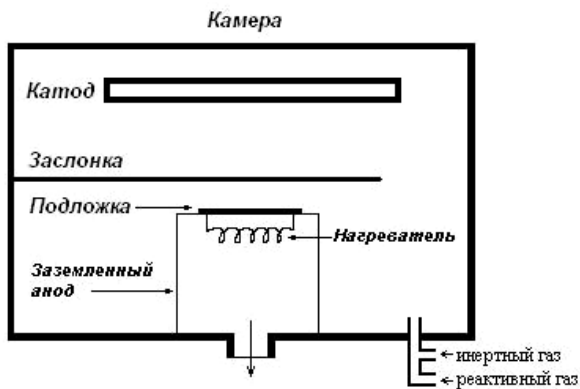 Камера
Катод
Заслонка
Подложка
Нагреватель
Заземленный
анод
инертный газ
реактивный газ